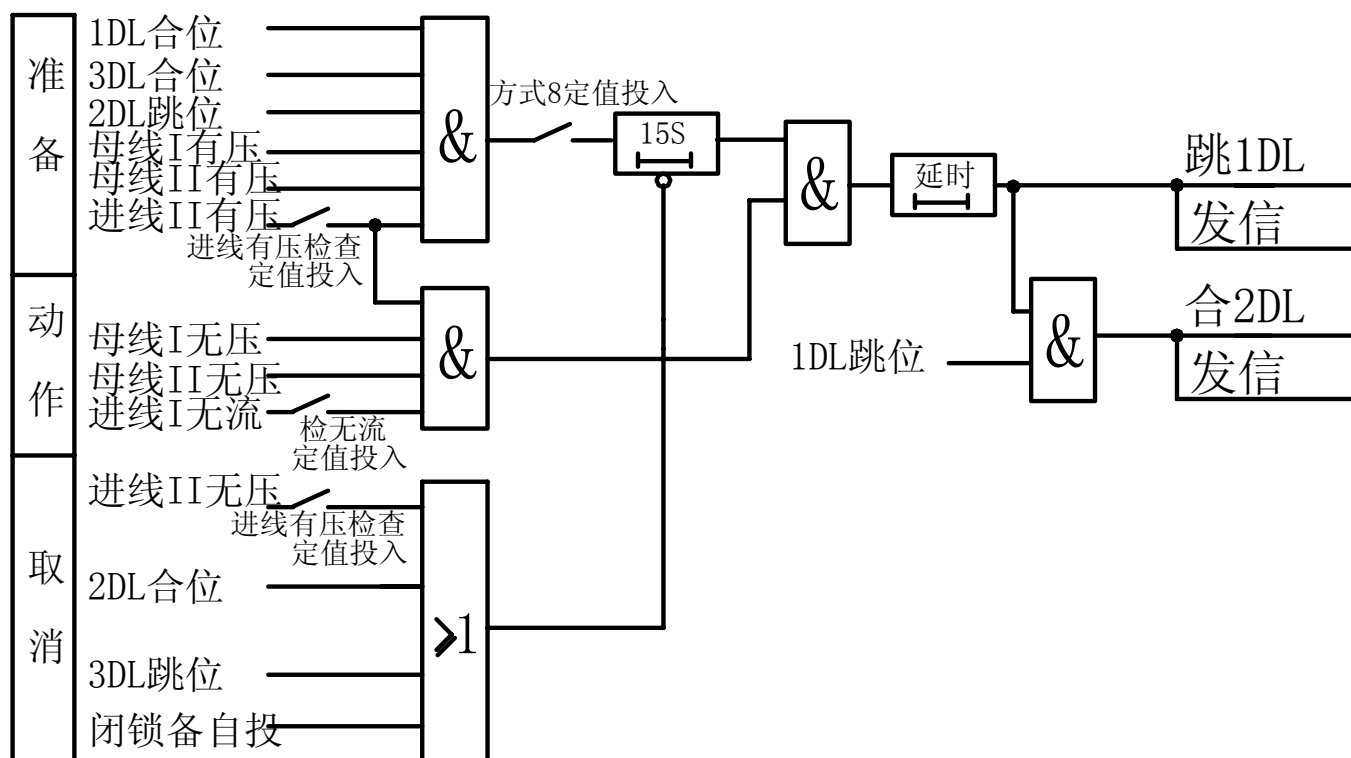 准备
1DL合位
3DL合位
2DL跳位
母线I有压
母线II有压
进线II有压
进线有压检查
定值投入
&
方式8定值投入
15S
&
延时
跳1DL
发信
动作
母线I无压
母线II无压
进线I无流
检无流
定值投入
&
1DL跳位
&
合2DL
发信
取消
进线II无压
进线有压检查
定值投入
2DL合位
3DL跳位
闭锁备自投
≥1